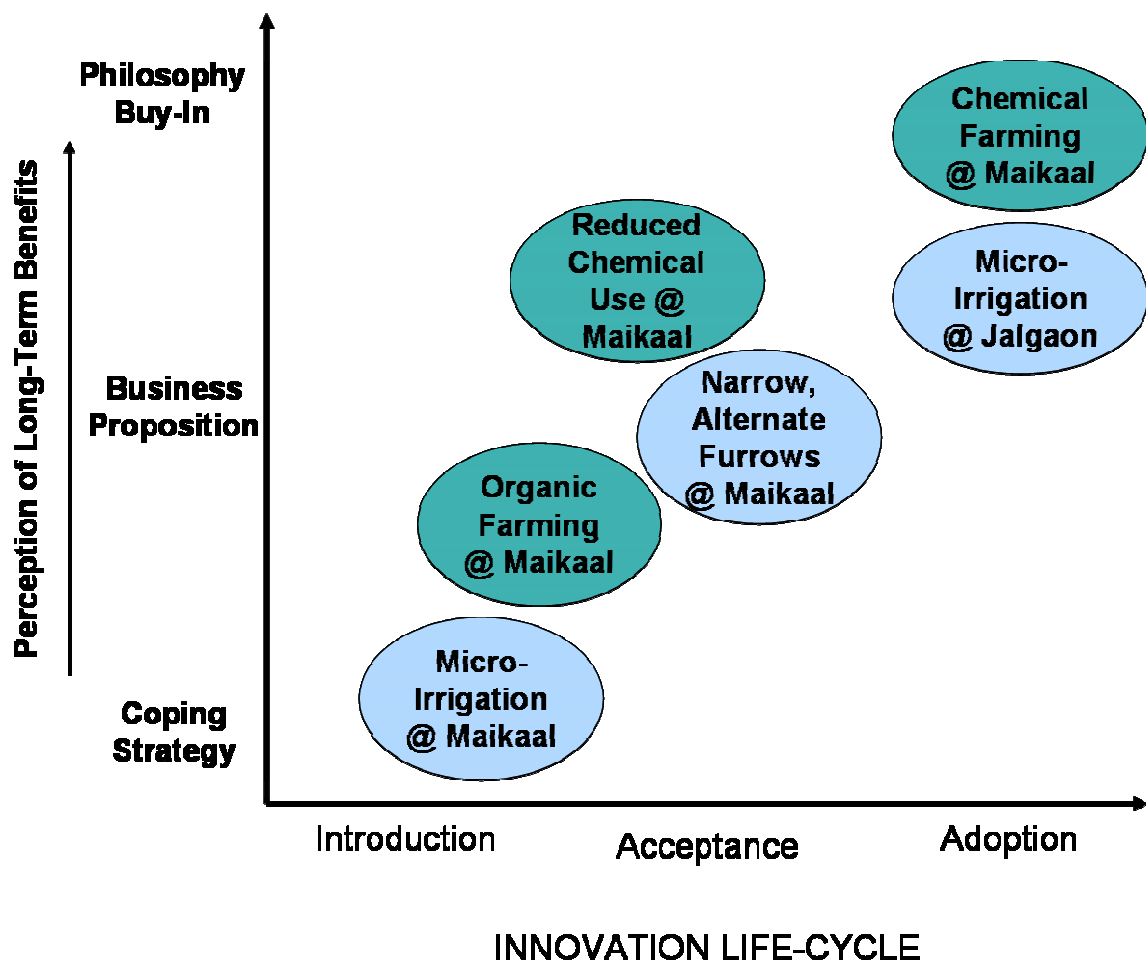 Philosophy
Buy-In
Perception of Long-Term Benefits
Business
Proposition
Coping
Strategy
Chemical
Farming
@ Maikaal
Reduced
Chemical
Use @
Maikaal
Micro-
Irrigation
@ Jalgaon
Narrow,
Alternate
Furrows
@ Maikaal
Organic
Farming
@ Maikaal
Micro-
Irrigation
@ Maikaal
Introduction
Acceptance
Adoption
INNOVATION LIFE-CYCLE